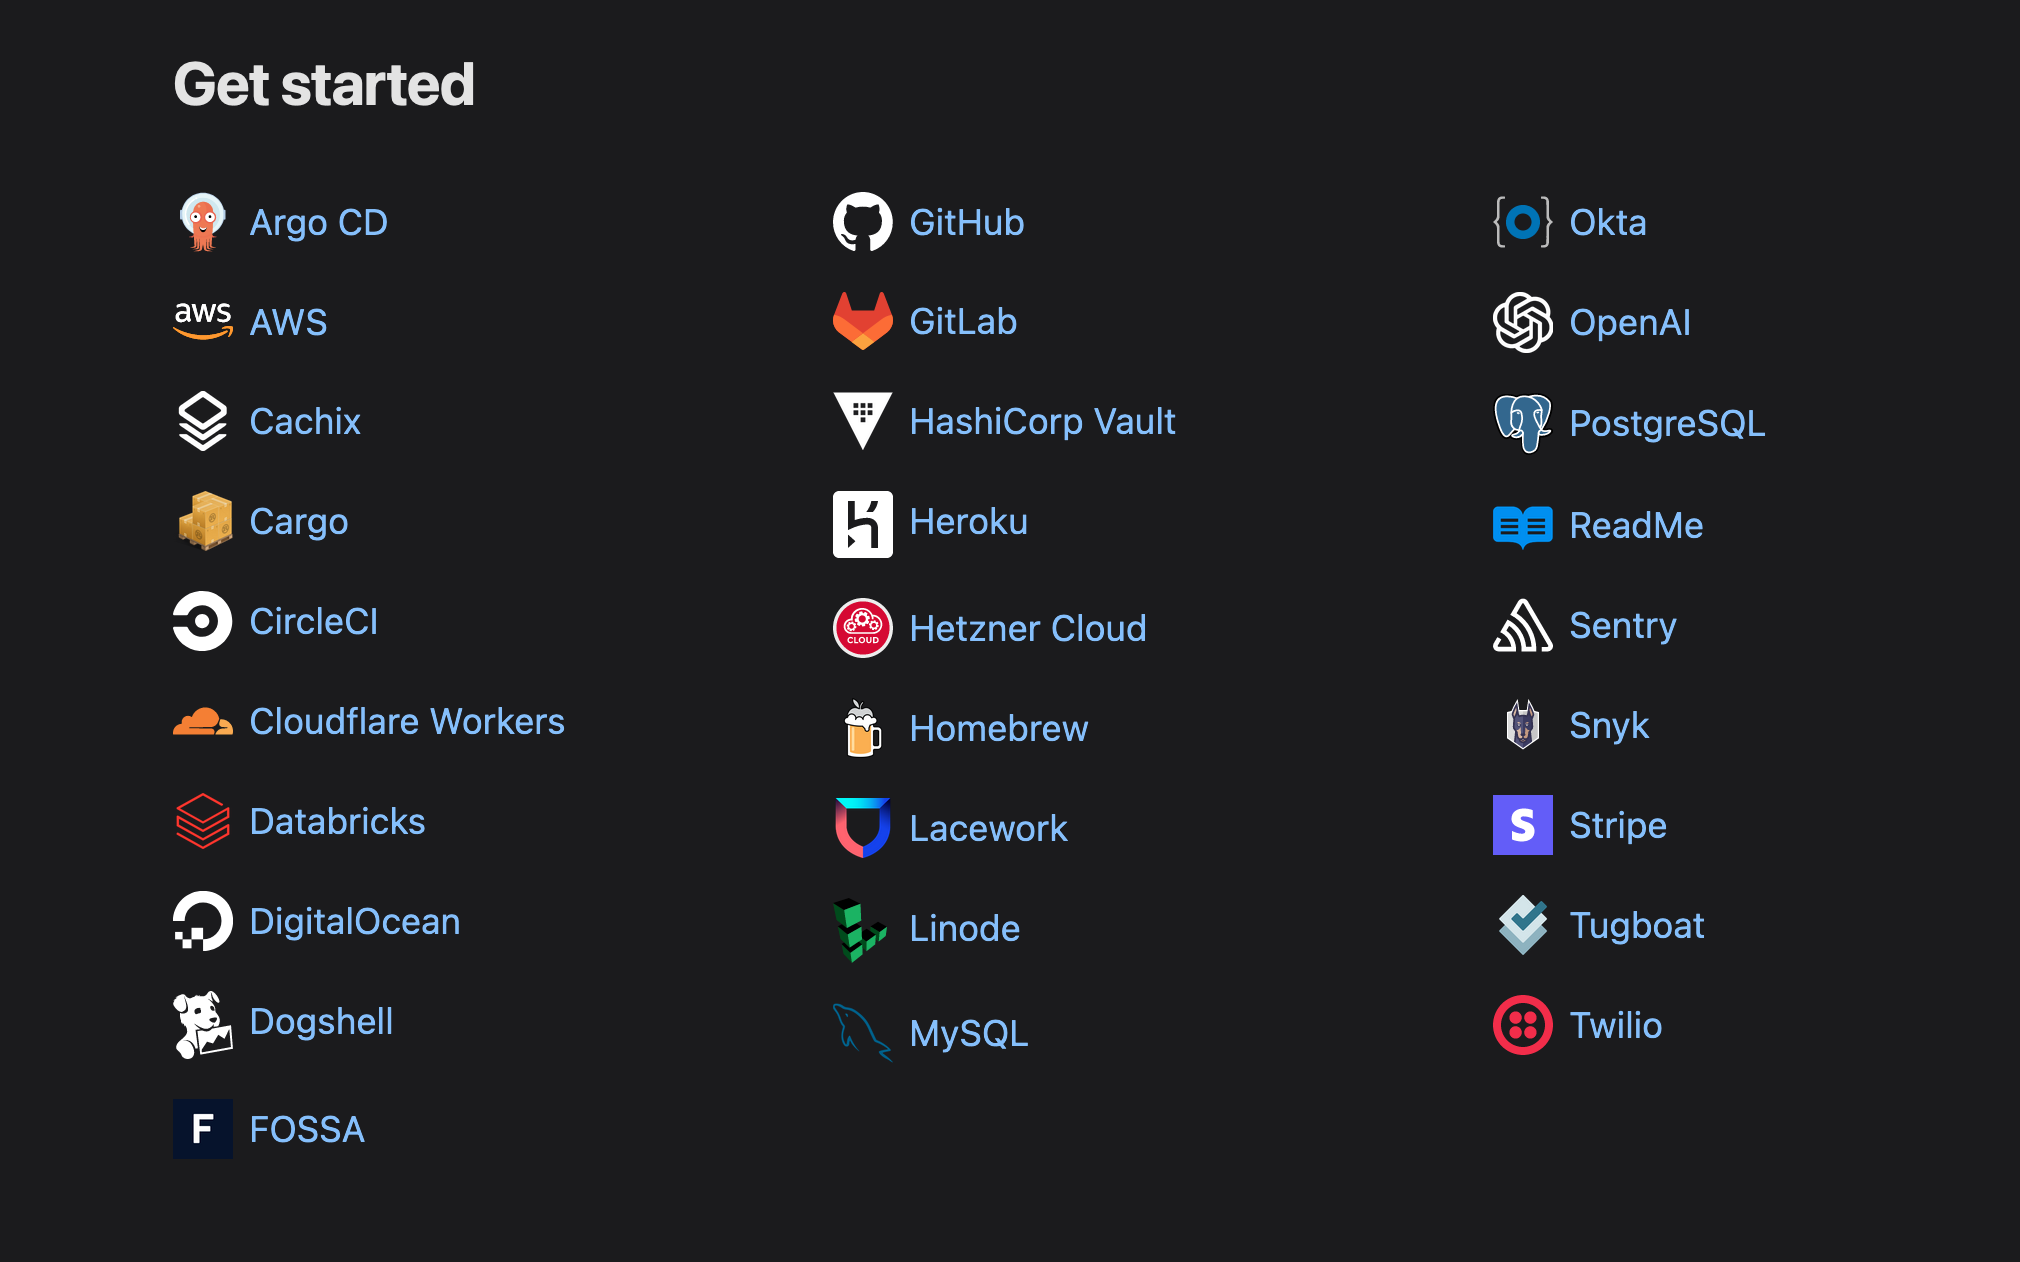 Get started
Argo CD
aws AWS
Cachix
Cargo
CircleCI
Cloudflare Workers
Databricks
DigitalOcean
Dogshell
F FOSSA
GitHub
GitLab
HashiCorp Vault
Heroku
CLOUD Hetzner Cloud
Homebrew
Lacework
Linode
MySQL
Okta
OpenAI
PostgreSQL
ReadMe
Sentry
Snyk
S Stripe
Tugboat
Twilio